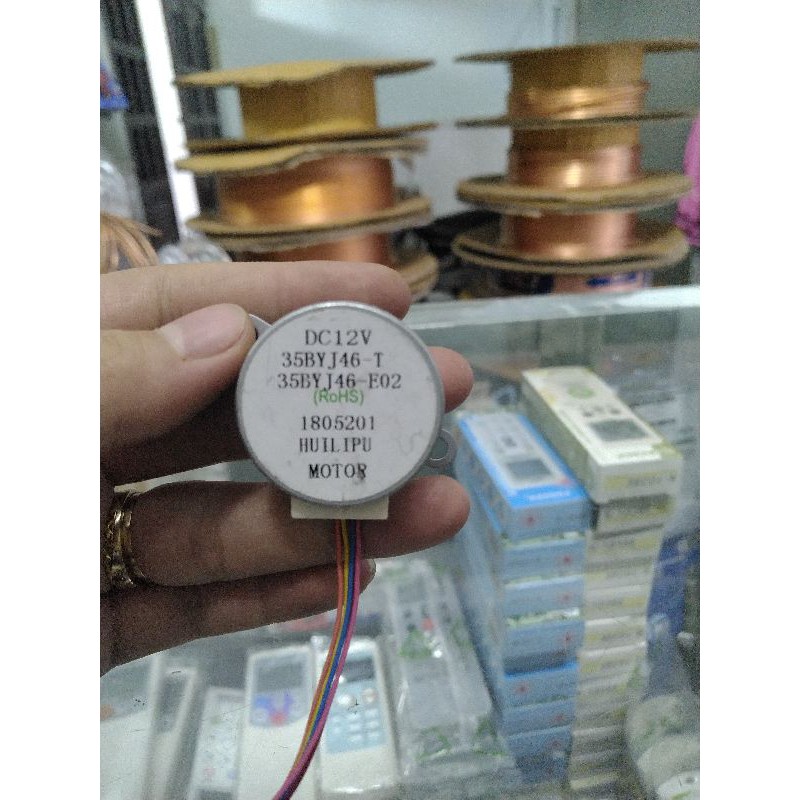 DC12V
35BYJ46-T
35BYJ46-E02
(RoHS)
1805201
HUILIPU
MOTOR